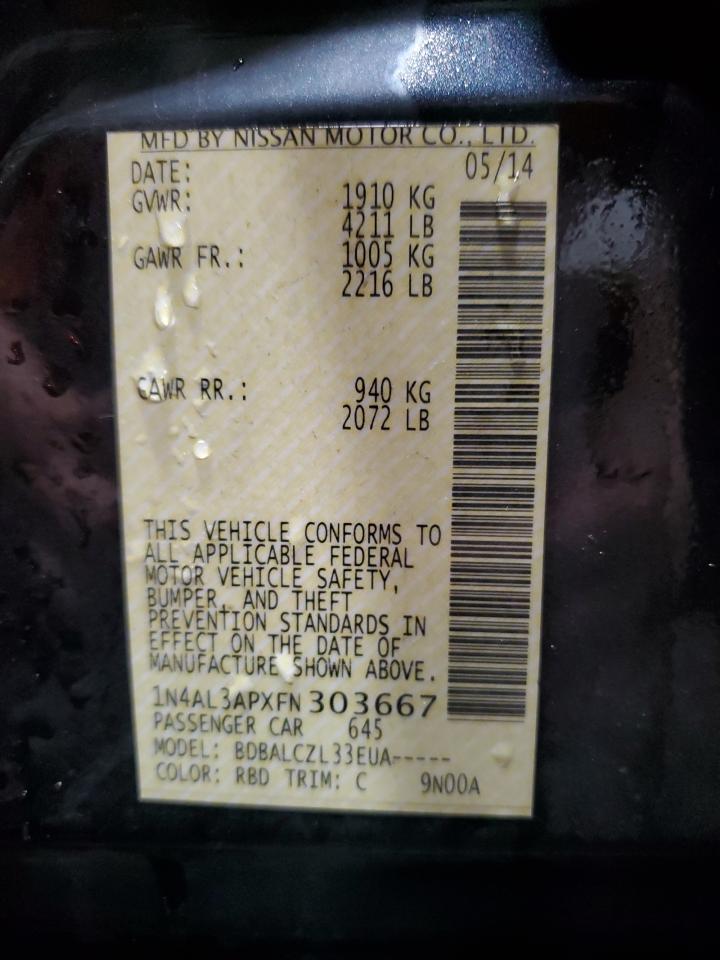 MFD BY NISSAN MOTOR CO., LTD.
DATE: 05/14
GVWR: 1910 KG
4211 LB
GAWR FR.: 1005 KG
2216 LB
GAWR RR.: 940 KG
2072 LB
THIS VEHICLE CONFORMS TO
ALL APPLICABLE FEDERAL
MOTOR VEHICLE SAFETY,
BUMPER, AND THEFT
PREVENTION STANDARDS IN
EFFECT ON THE DATE OF
MANUFACTURE SHOWN ABOVE.
1N4AL3APXFN303667
PASSENGER CAR 645
MODEL: BDBALCZL33EUA-----
COLOR: RBD TRIM: C 9N00A